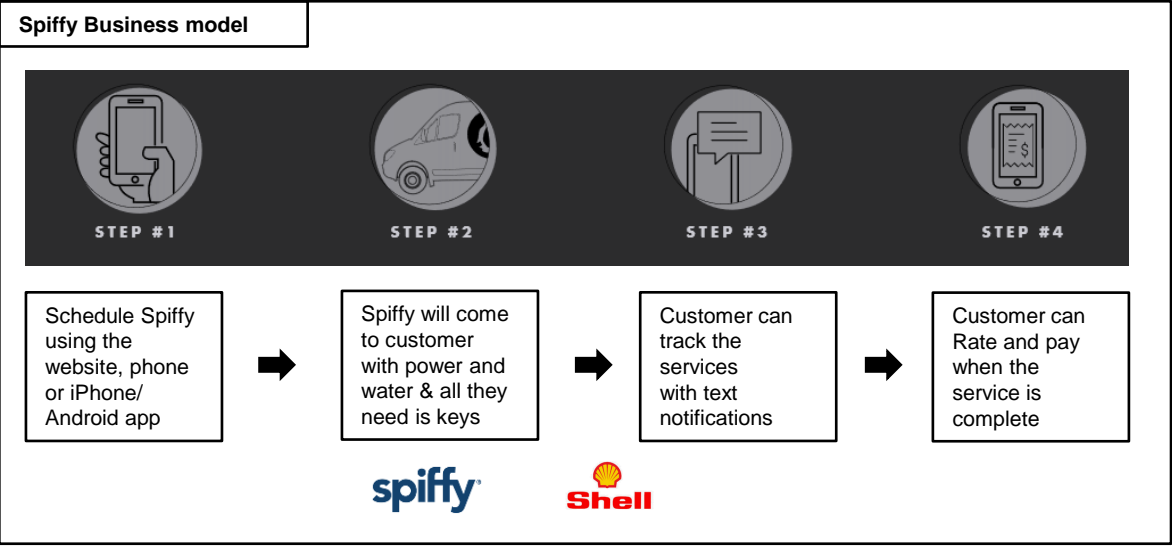 Spiffy Business model
STEP #1
STEP #2
STEP #3
STEP #4
Schedule Spiffy
using the
website, phone
or iPhone/
Android app
Spiffy will come
to customer
with power and
water & all they
need is keys
Customer can
track the
services
with text
notifications
Customer can
Rate and pay
when the
service is
complete
$
spiffy
Shell